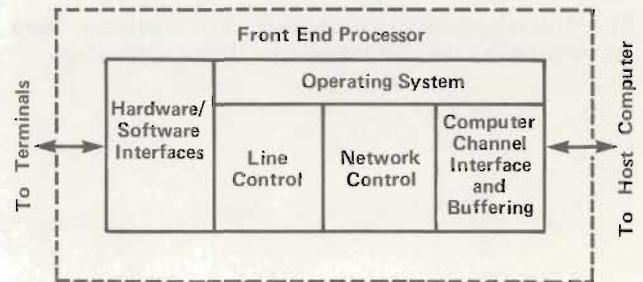 Front End Processor
Operating System
Hardware/
Software
Interfaces
Line
Control
Network
Control
Computer
Channel
Interface
and
Buffering
To Terminals
To Host Computer